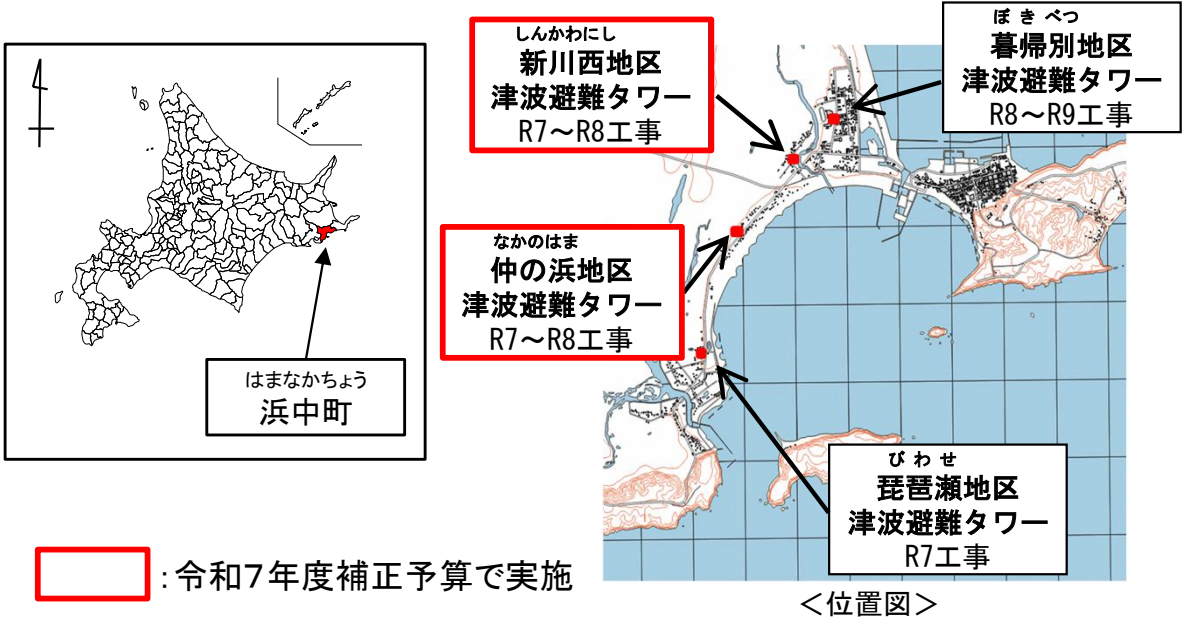 しんかわにし
新川西地区
津波避難タワー
R7～R8工事
ぼきべつ
暮帰別地区
津波避難タワー
R8～R9工事
なかのはま
仲の浜地区
津波避難タワー
R7～R8工事
はまなかちょう
浜中町
びわせ
琵琶瀬地区
津波避難タワー
R7工事
：令和７年度補正予算で実施
＜位置図＞